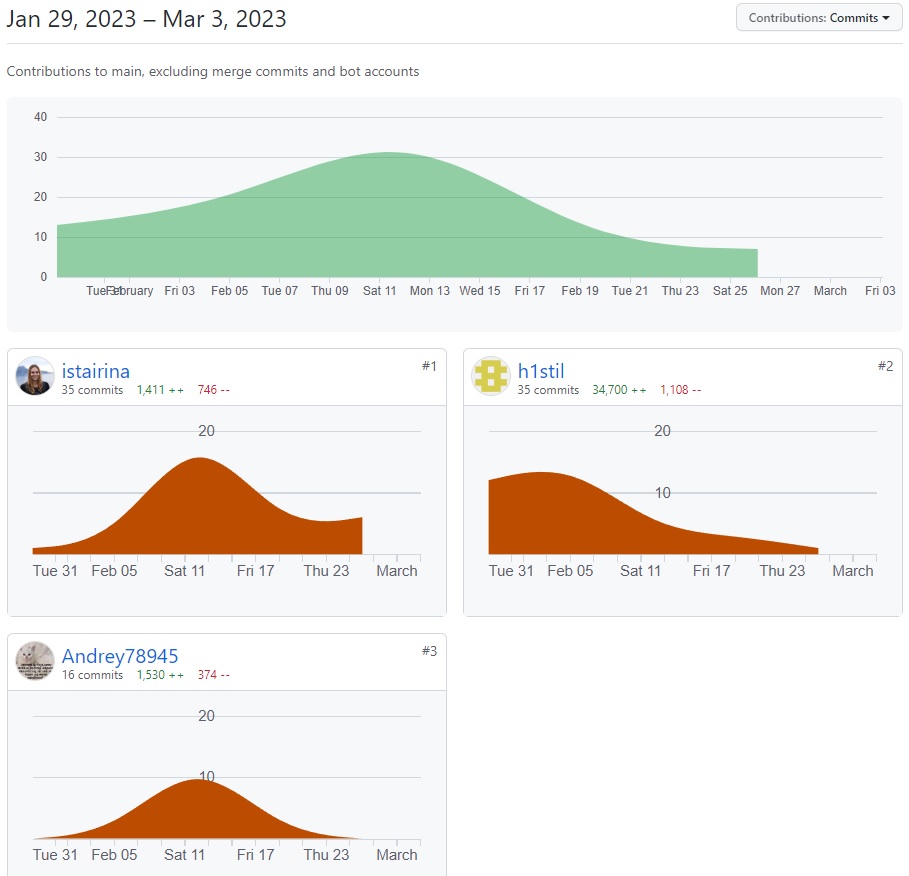 Jan 29, 2023 – Mar 3, 2023
Contributions: Commits
Contributions to main, excluding merge commits and bot accounts
40
30
20
10
0
Tue 31 February Fri 03 Feb 05 Tue 07 Thu 09 Sat 11 Mon 13 Wed 15 Fri 17 Feb 19 Tue 21 Thu 23 Sat 25 Mon 27 March Fri 03
istairina #1
35 commits 1,411 ++ 746 --
20
Tue 31 Feb 05 Sat 11 Fri 17 Thu 23 March
h1stil #2
35 commits 34,700 ++ 1,108 --
20
10
Tue 31 Feb 05 Sat 11 Fri 17 Thu 23 March
Andrey78945 #3
16 commits 1,530 ++ 374 --
20
10
Tue 31 Feb 05 Sat 11 Fri 17 Thu 23 March